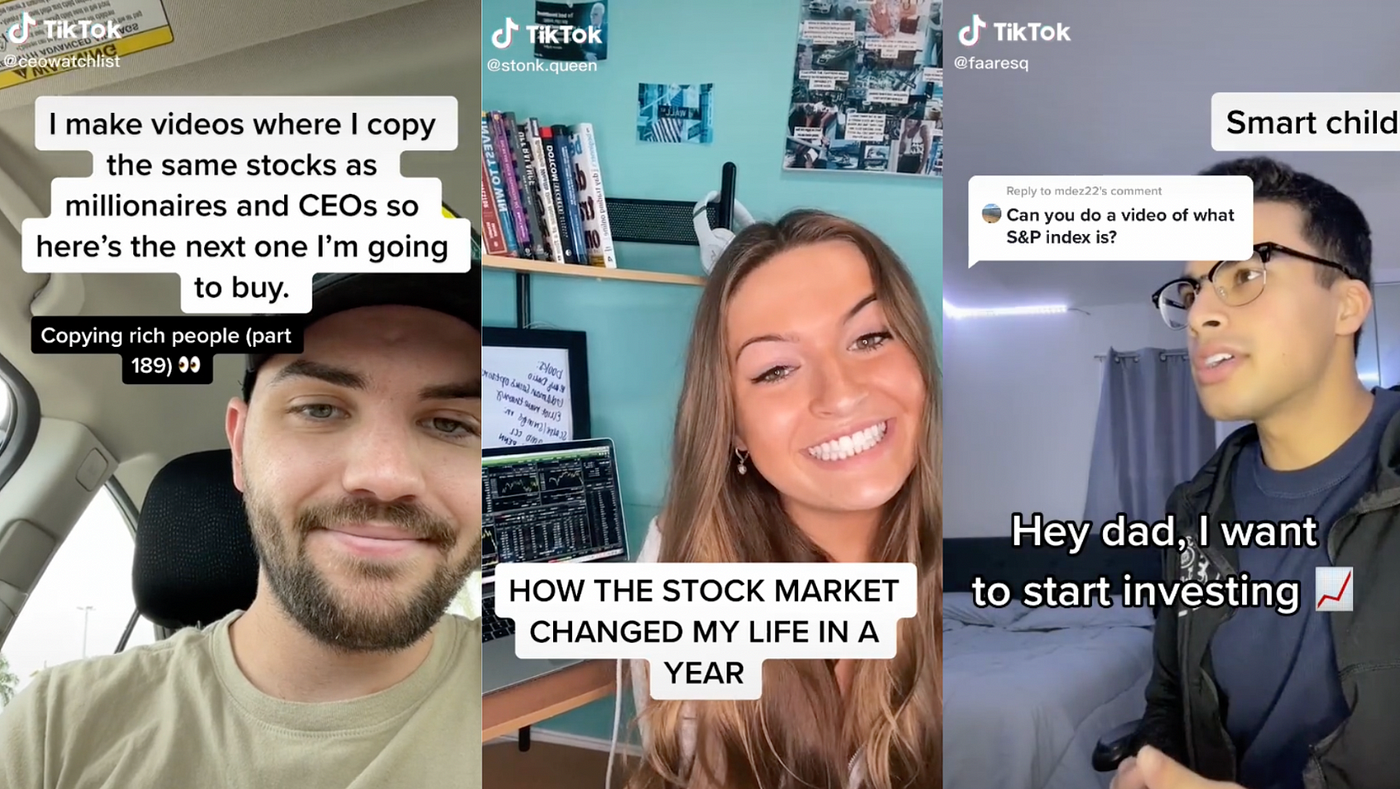 TikTok
@ceowatchlist
WARNING
I make videos where I copy
the same stocks as
millionaires and CEOs so
here’s the next one I’m going
to buy.
Copying rich people (part
189) 👀
TikTok
@stonk.queen
HOW THE STOCK MARKET
CHANGED MY LIFE IN A
YEAR
TikTok
@faaresq
Smart child
Reply to mdez22's comment
Can you do a video of what
S&P index is?
Hey dad, I want
to start investing 📈